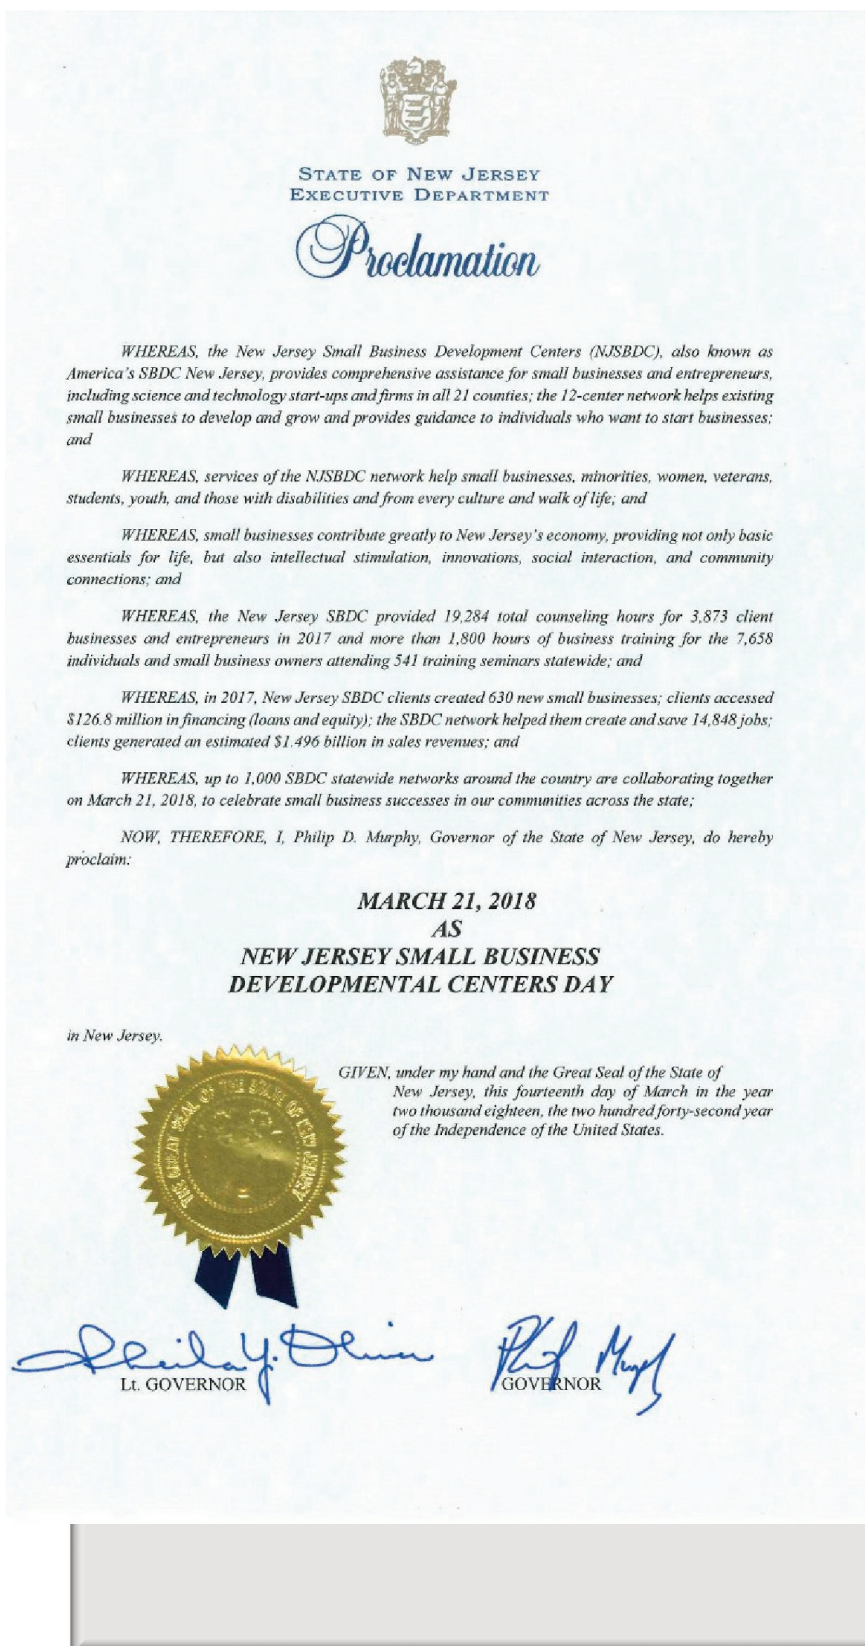 STATE OF NEW JERSEY
EXECUTIVE DEPARTMENT
Proclamation
WHEREAS, the New Jersey Small Business Development Centers (NJSBDC), also known as
America's SBDC New Jersey, provides comprehensive assistance for small businesses and entrepreneurs,
including science and technology start-ups and firms in all 21 counties; the 12-center network helps existing
small businesses to develop and grow and provides guidance to individuals who want to start businesses;
and
WHEREAS, services of the NJSBDC network help small businesses, minorities, women, veterans,
students, youth, and those with disabilities and from every culture and walk of life; and
WHEREAS, small businesses contribute greatly to New Jersey's economy, providing not only basic
essentials for life, but also intellectual stimulation, innovations, social interaction, and community
connections; and
WHEREAS, the New Jersey SBDC provided 19,284 total counseling hours for 3,873 client
businesses and entrepreneurs in 2017 and more than 1,800 hours of business training for the 7,658
individuals and small business owners attending 541 training seminars statewide; and
WHEREAS, in 2017, New Jersey SBDC clients created 630 new small businesses; clients accessed
$126.8 million in financing (loans and equity); the SBDC network helped them create and save 14,848 jobs;
clients generated an estimated $1.496 billion in sales revenues; and
WHEREAS, up to 1,000 SBDC statewide networks around the country are collaborating together
on March 21, 2018, to celebrate small business successes in our communities across the state;
NOW, THEREFORE, I, Philip D. Murphy, Governor of the State of New Jersey, do hereby
proclaim:
MARCH 21, 2018
AS
NEW JERSEY SMALL BUSINESS
DEVELOPMENTAL CENTERS DAY
in New Jersey.
GIVEN, under my hand and the Great Seal of the State of
New Jersey, this fourteenth day of March in the year
two thousand eighteen, the two hundred forty-second year
of the Independence of the United States.
THE GREAT SEAL OF THE STATE OF NEW JERSEY
Sheila Y. Oliver
Lt. GOVERNOR
Phil Murphy
GOVERNOR